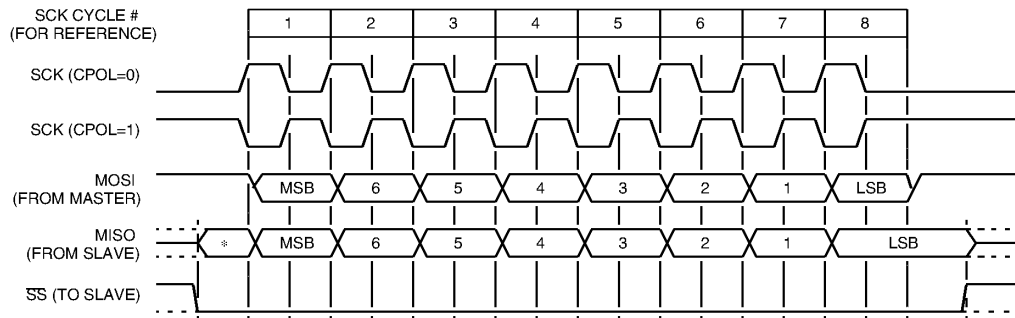 SCK CYCLE #
(FOR REFERENCE)
1 2 3 4 5 6 7 8
SCK (CPOL=0)
SCK (CPOL=1)
MOSI
(FROM MASTER)
MSB 6 5 4 3 2 1 LSB
MISO
(FROM SLAVE)
* MSB 6 5 4 3 2 1 LSB
S̅S̅ (TO SLAVE)